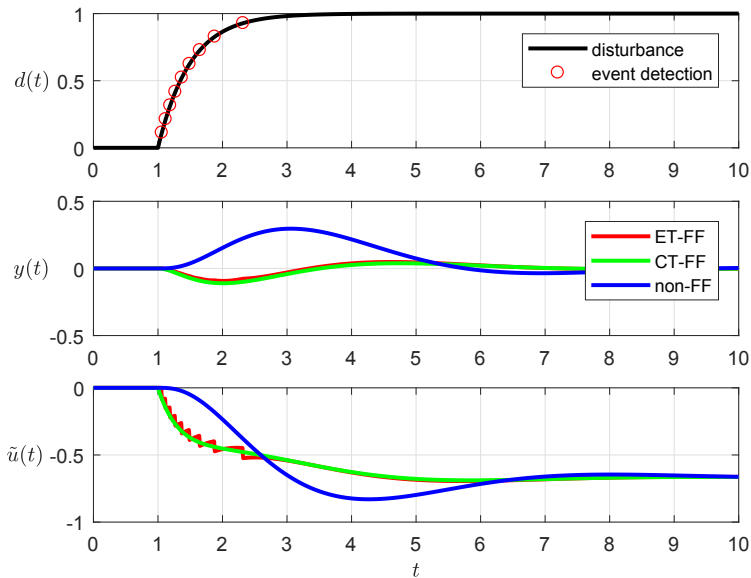 1
0.5
1
d(t)
disturbance
event detection
0 1 2 3 4 5 6 7 8 9 10
0.5
0
-0.5
y(t)
ET-FF
CT-FF
non-FF
0 1 2 3 4 5 6 7 8 9 10
0
-0.5
-1
ũ(t)
0 1 2 3 4 5 6 7 8 9 10
t